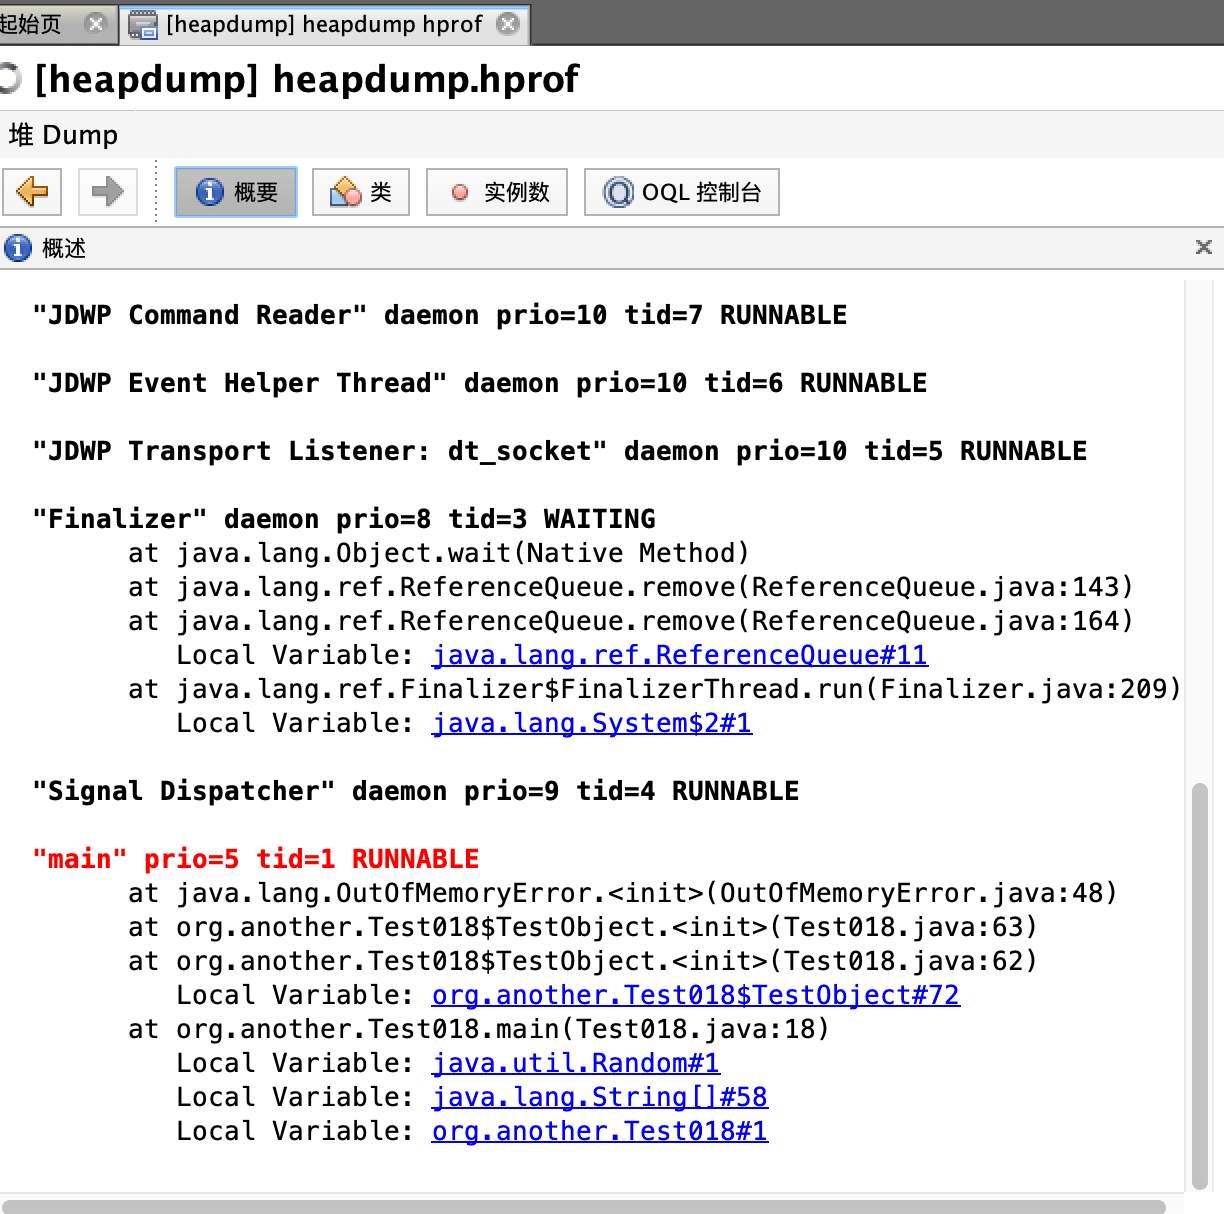 起始页 [heapdump] heapdump hprof
[heapdump] heapdump.hprof
堆 Dump
概要 类 实例数 OQL 控制台
概述
"JDWP Command Reader" daemon prio=10 tid=7 RUNNABLE
"JDWP Event Helper Thread" daemon prio=10 tid=6 RUNNABLE
"JDWP Transport Listener: dt_socket" daemon prio=10 tid=5 RUNNABLE
"Finalizer" daemon prio=8 tid=3 WAITING
at java.lang.Object.wait(Native Method)
at java.lang.ref.ReferenceQueue.remove(ReferenceQueue.java:143)
at java.lang.ref.ReferenceQueue.remove(ReferenceQueue.java:164)
Local Variable: java.lang.ref.ReferenceQueue#11
at java.lang.ref.Finalizer$FinalizerThread.run(Finalizer.java:209)
Local Variable: java.lang.System$2#1
"Signal Dispatcher" daemon prio=9 tid=4 RUNNABLE
"main" prio=5 tid=1 RUNNABLE
at java.lang.OutOfMemoryError.<init>(OutOfMemoryError.java:48)
at org.another.Test018$TestObject.<init>(Test018.java:63)
at org.another.Test018$TestObject.<init>(Test018.java:62)
Local Variable: org.another.Test018$TestObject#72
at org.another.Test018.main(Test018.java:18)
Local Variable: java.util.Random#1
Local Variable: java.lang.String[]#58
Local Variable: org.another.Test018#1